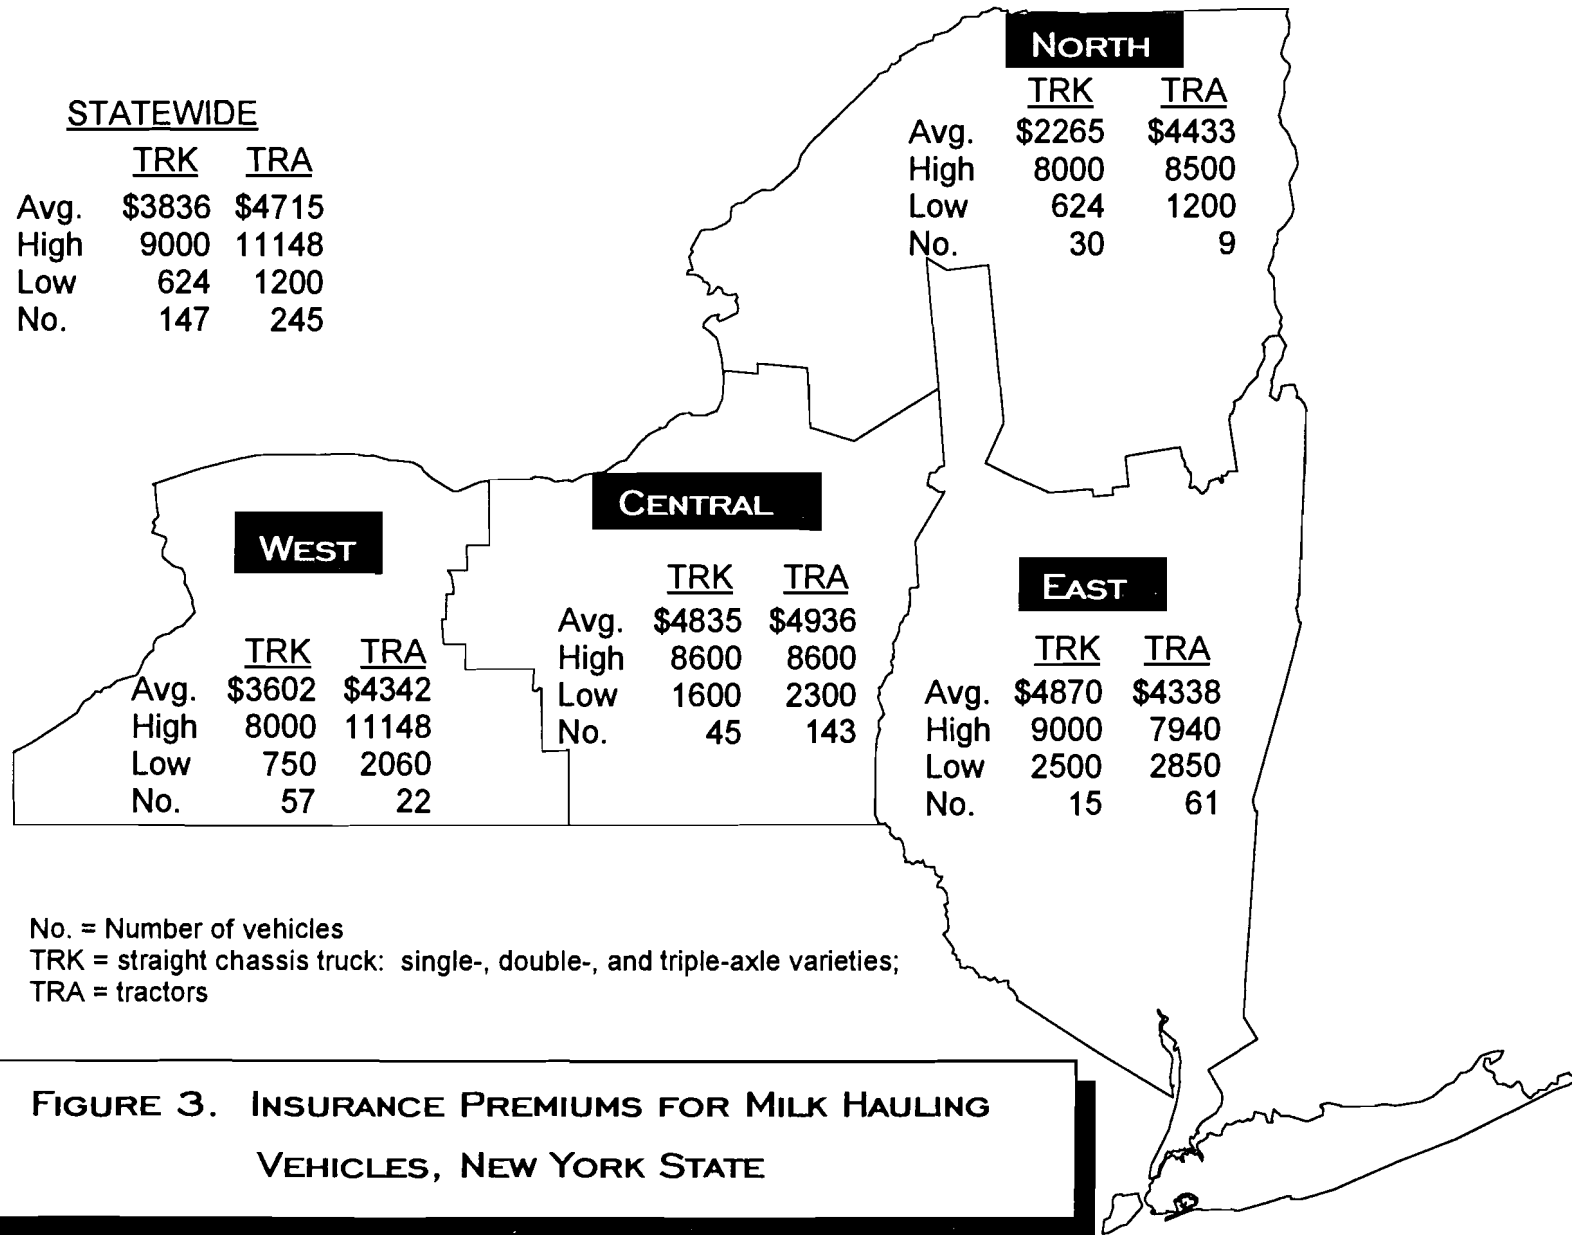 STATEWIDE
TRK TRA
Avg. $3836 $4715
High 9000 11148
Low 624 1200
No. 147 245
NORTH
TRK TRA
Avg. $2265 $4433
High 8000 8500
Low 624 1200
No. 30 9
WEST
TRK TRA
Avg. $3602 $4342
High 8000 11148
Low 750 2060
No. 57 22
CENTRAL
TRK TRA
Avg. $4835 $4936
High 8600 8600
Low 1600 2300
No. 45 143
EAST
TRK TRA
Avg. $4870 $4338
High 9000 7940
Low 2500 2850
No. 15 61
No. = Number of vehicles
TRK = straight chassis truck: single-, double-, and triple-axle varieties;
TRA = tractors
FIGURE 3. INSURANCE PREMIUMS FOR MILK HAULING
VEHICLES, NEW YORK STATE